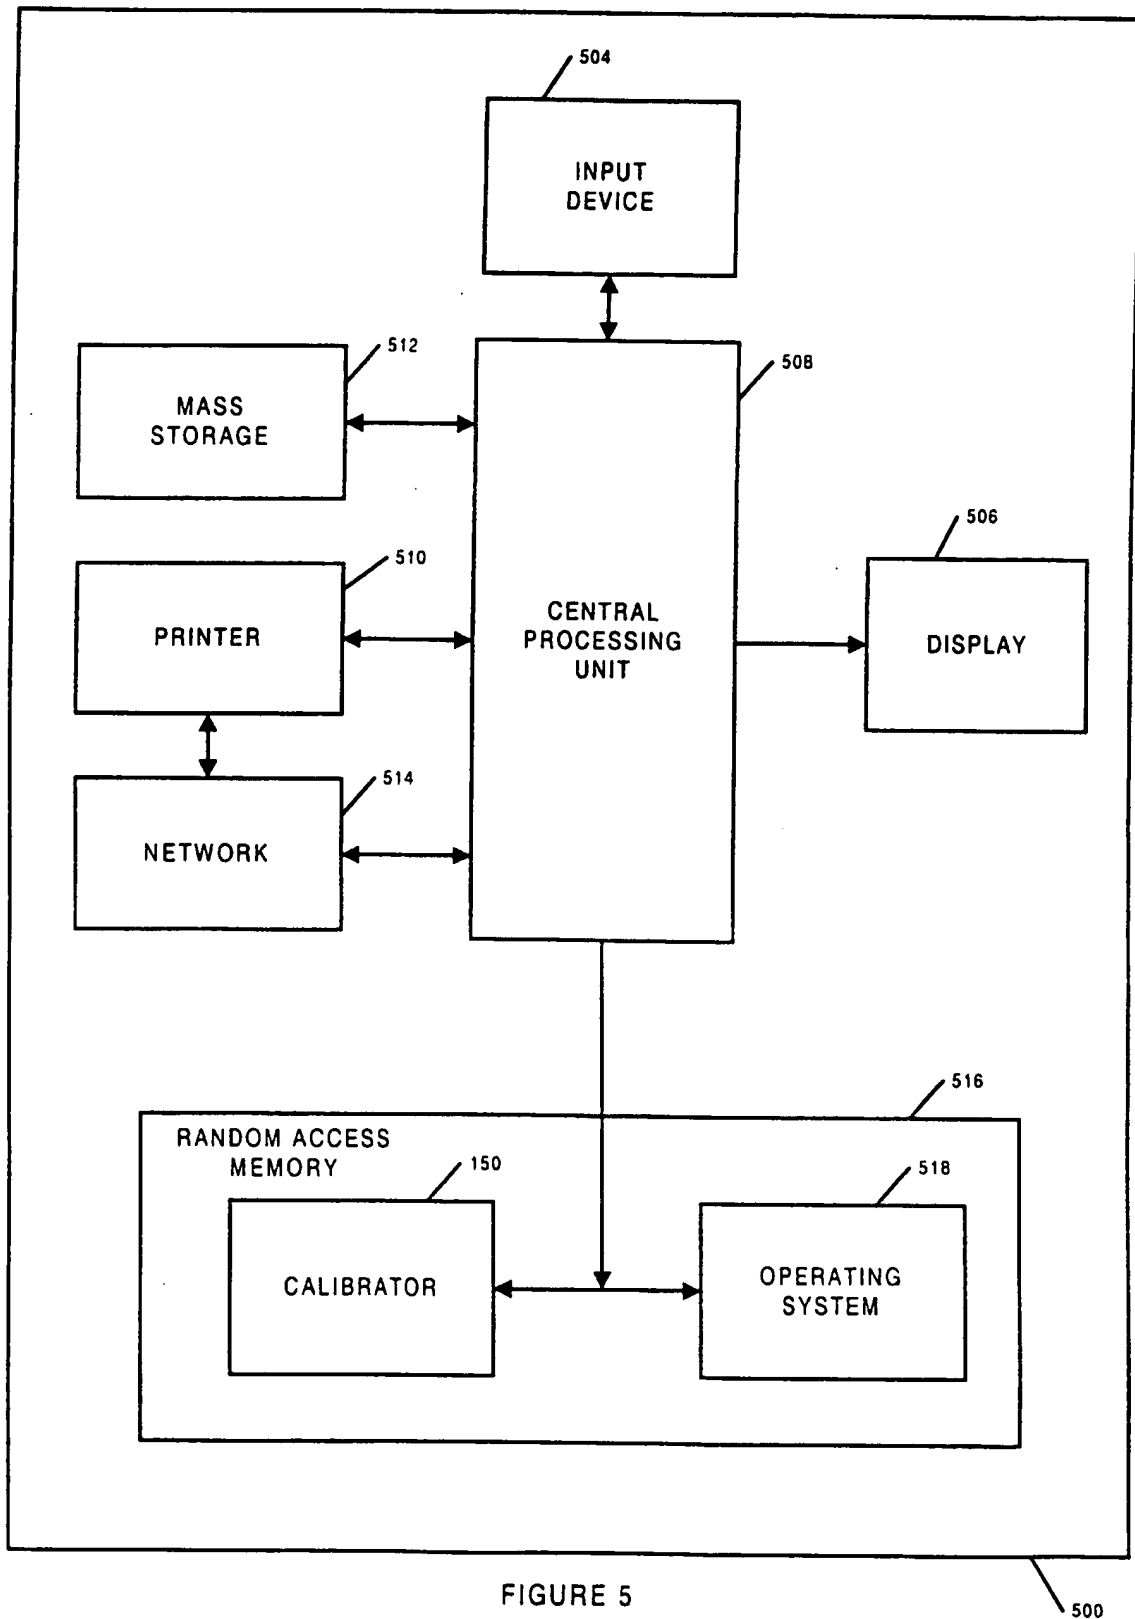 504
INPUT
DEVICE
512
508
MASS
STORAGE
506
510
CENTRAL
PROCESSING
UNIT
PRINTER
DISPLAY
514
NETWORK
516
RANDOM ACCESS
MEMORY
150
518
CALIBRATOR
OPERATING
SYSTEM
FIGURE 5
500